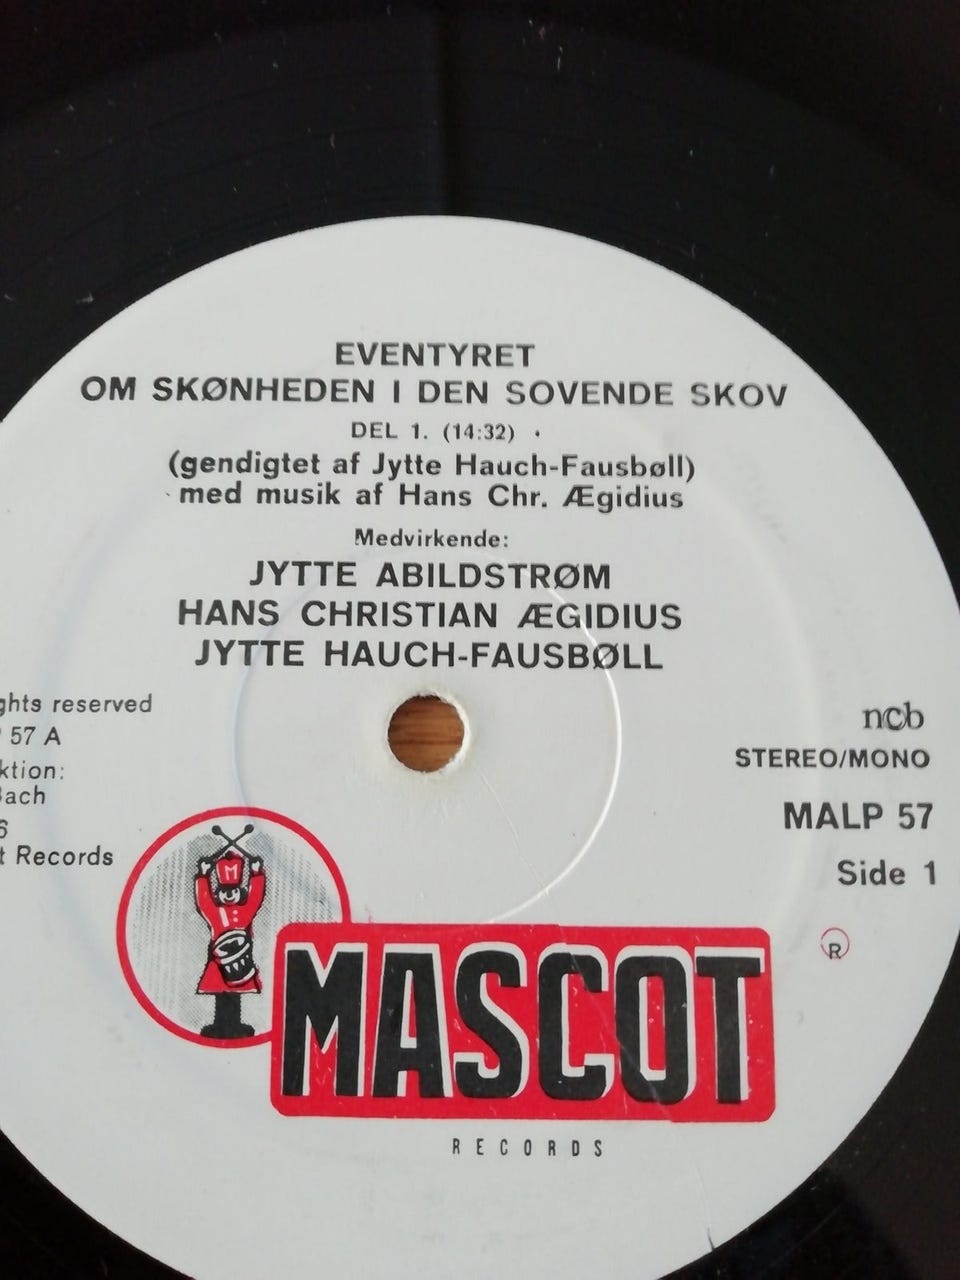 EVENTYRET
OM SKØNHEDEN I DEN SOVENDE SKOV
DEL 1. (14:32)
(gendigtet af Jytte Hauch-Fausbøll)
med musik af Hans Chr. Ægidius
Medvirkende:
JYTTE ABILDSTRØM
HANS CHRISTIAN ÆGIDIUS
JYTTE HAUCH-FAUSBØLL
ghts reserved
57 A
ktion:
Bach
6
t Records
ncb
STEREO/MONO
MALP 57
Side 1
M
MASCOT
R
RECORDS